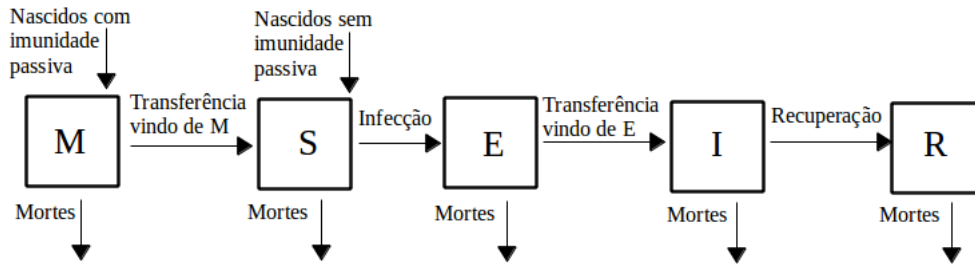 Nascidos com
imunidade
passiva
Nascidos sem
imunidade
passiva
M
Transferência
vindo de M
S
Infecção
E
Transferência
vindo de E
I
Recuperação
R
Mortes
Mortes
Mortes
Mortes
Mortes